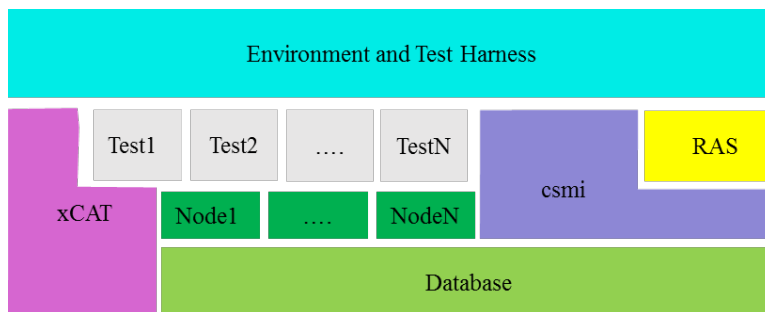 Environment and Test Harness
Test1 Test2 .... TestN RAS
csmi
xCAT Node1 .... NodeN
Database